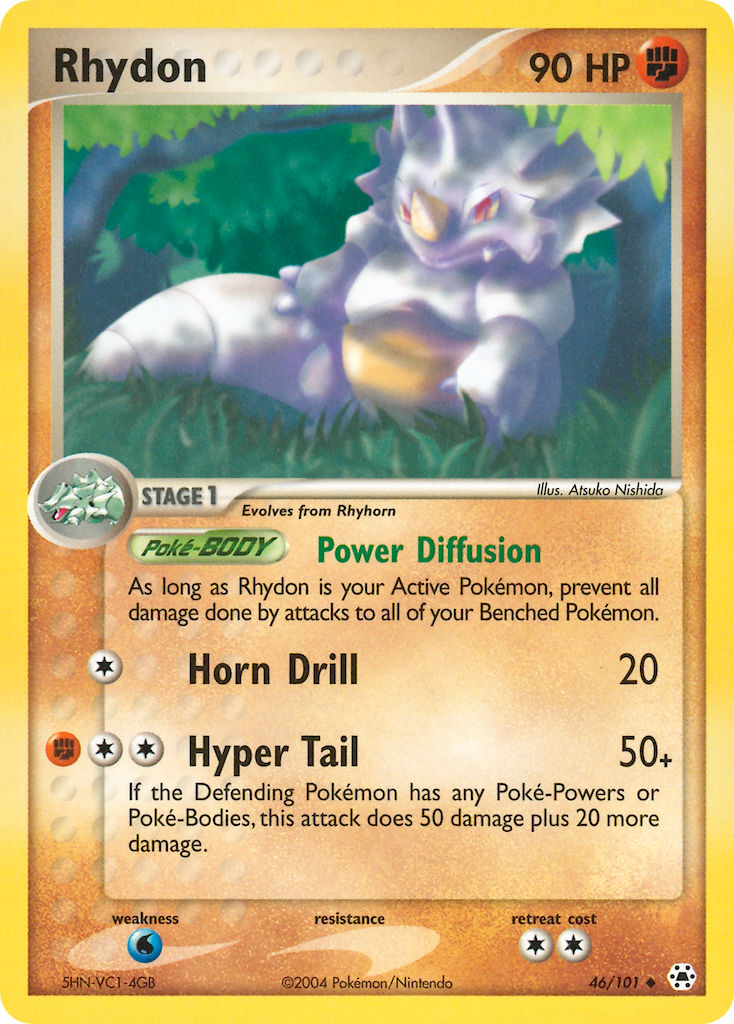 Rhydon
90 HP
Illus. Atsuko Nishida
STAGE 1
Evolves from Rhyhorn
Poké-BODY Power Diffusion
As long as Rhydon is your Active Pokémon, prevent all
damage done by attacks to all of your Benched Pokémon.
Horn Drill 20
Hyper Tail 50+
If the Defending Pokémon has any Poké-Powers or
Poké-Bodies, this attack does 50 damage plus 20 more
damage.
weakness resistance retreat cost
5HN-VC1-4GB ©2004 Pokémon/Nintendo 46/101